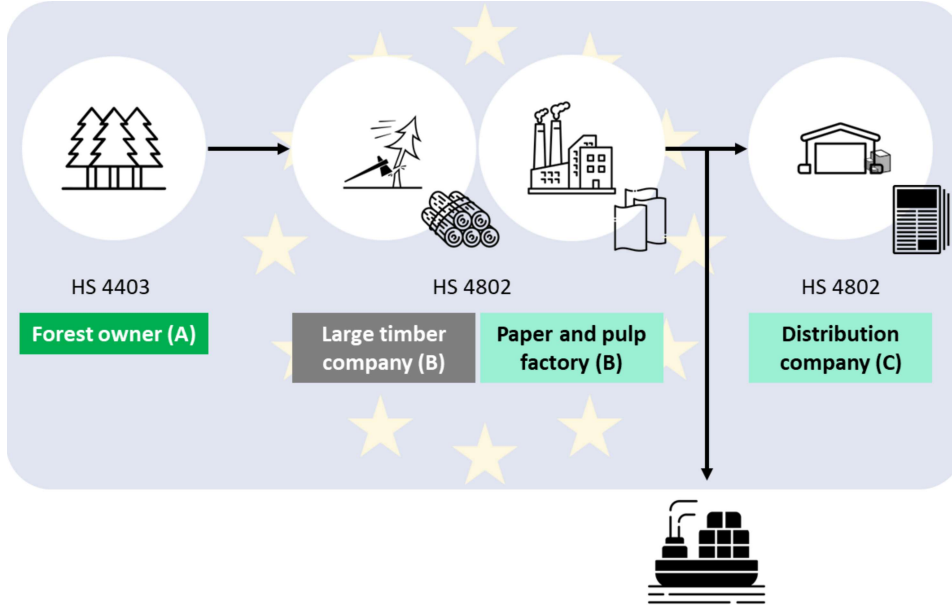 HS 4403
HS 4802
HS 4802
Forest owner (A)
Large timber
company (B)
Paper and pulp
factory (B)
Distribution
company (C)